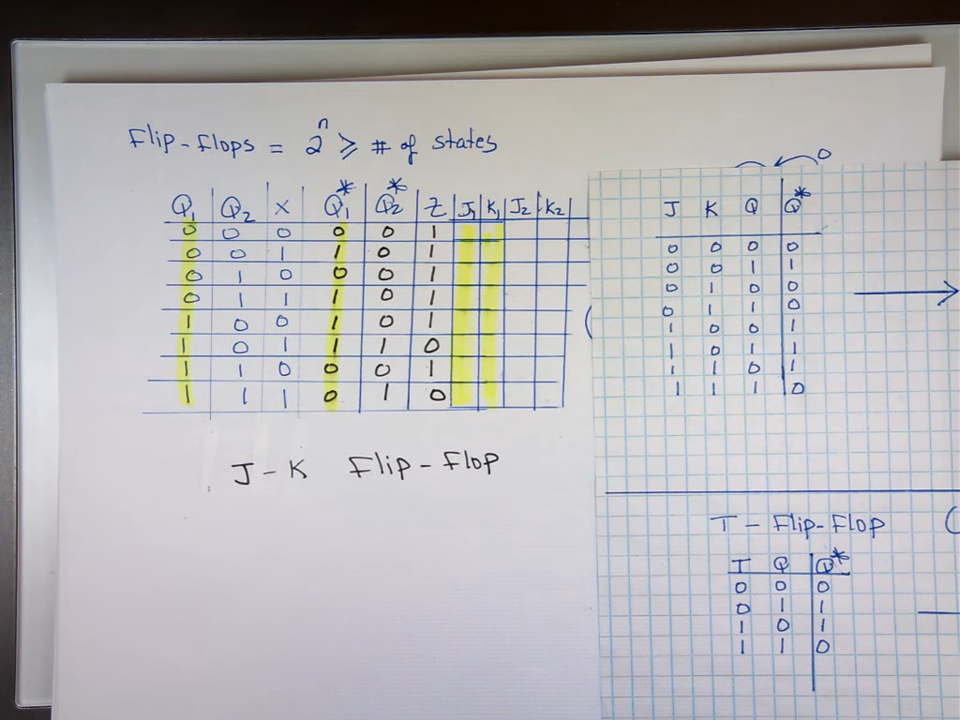 Flip-Flops = 2^n ≥ # of states
Q1 Q2 X Q1* Q2* Z J1 K1 J2 K2
0 0 0 0 0 1
0 0 1 1 0 1
0 1 0 0 0 1
0 1 1 1 0 1
1 0 0 1 0 1
1 0 1 1 1 0
1 1 0 0 0 1
1 1 1 0 1 0
J-K Flip-Flop
0
J K Q Q*
0 0 0 0
0 0 1 1
0 1 0 0
0 1 1 0
1 0 0 1
1 0 1 1
1 1 0 1
1 1 1 0
T-Flip-Flop
T Q Q*
0 0 0
0 1 1
1 0 1
1 1 0